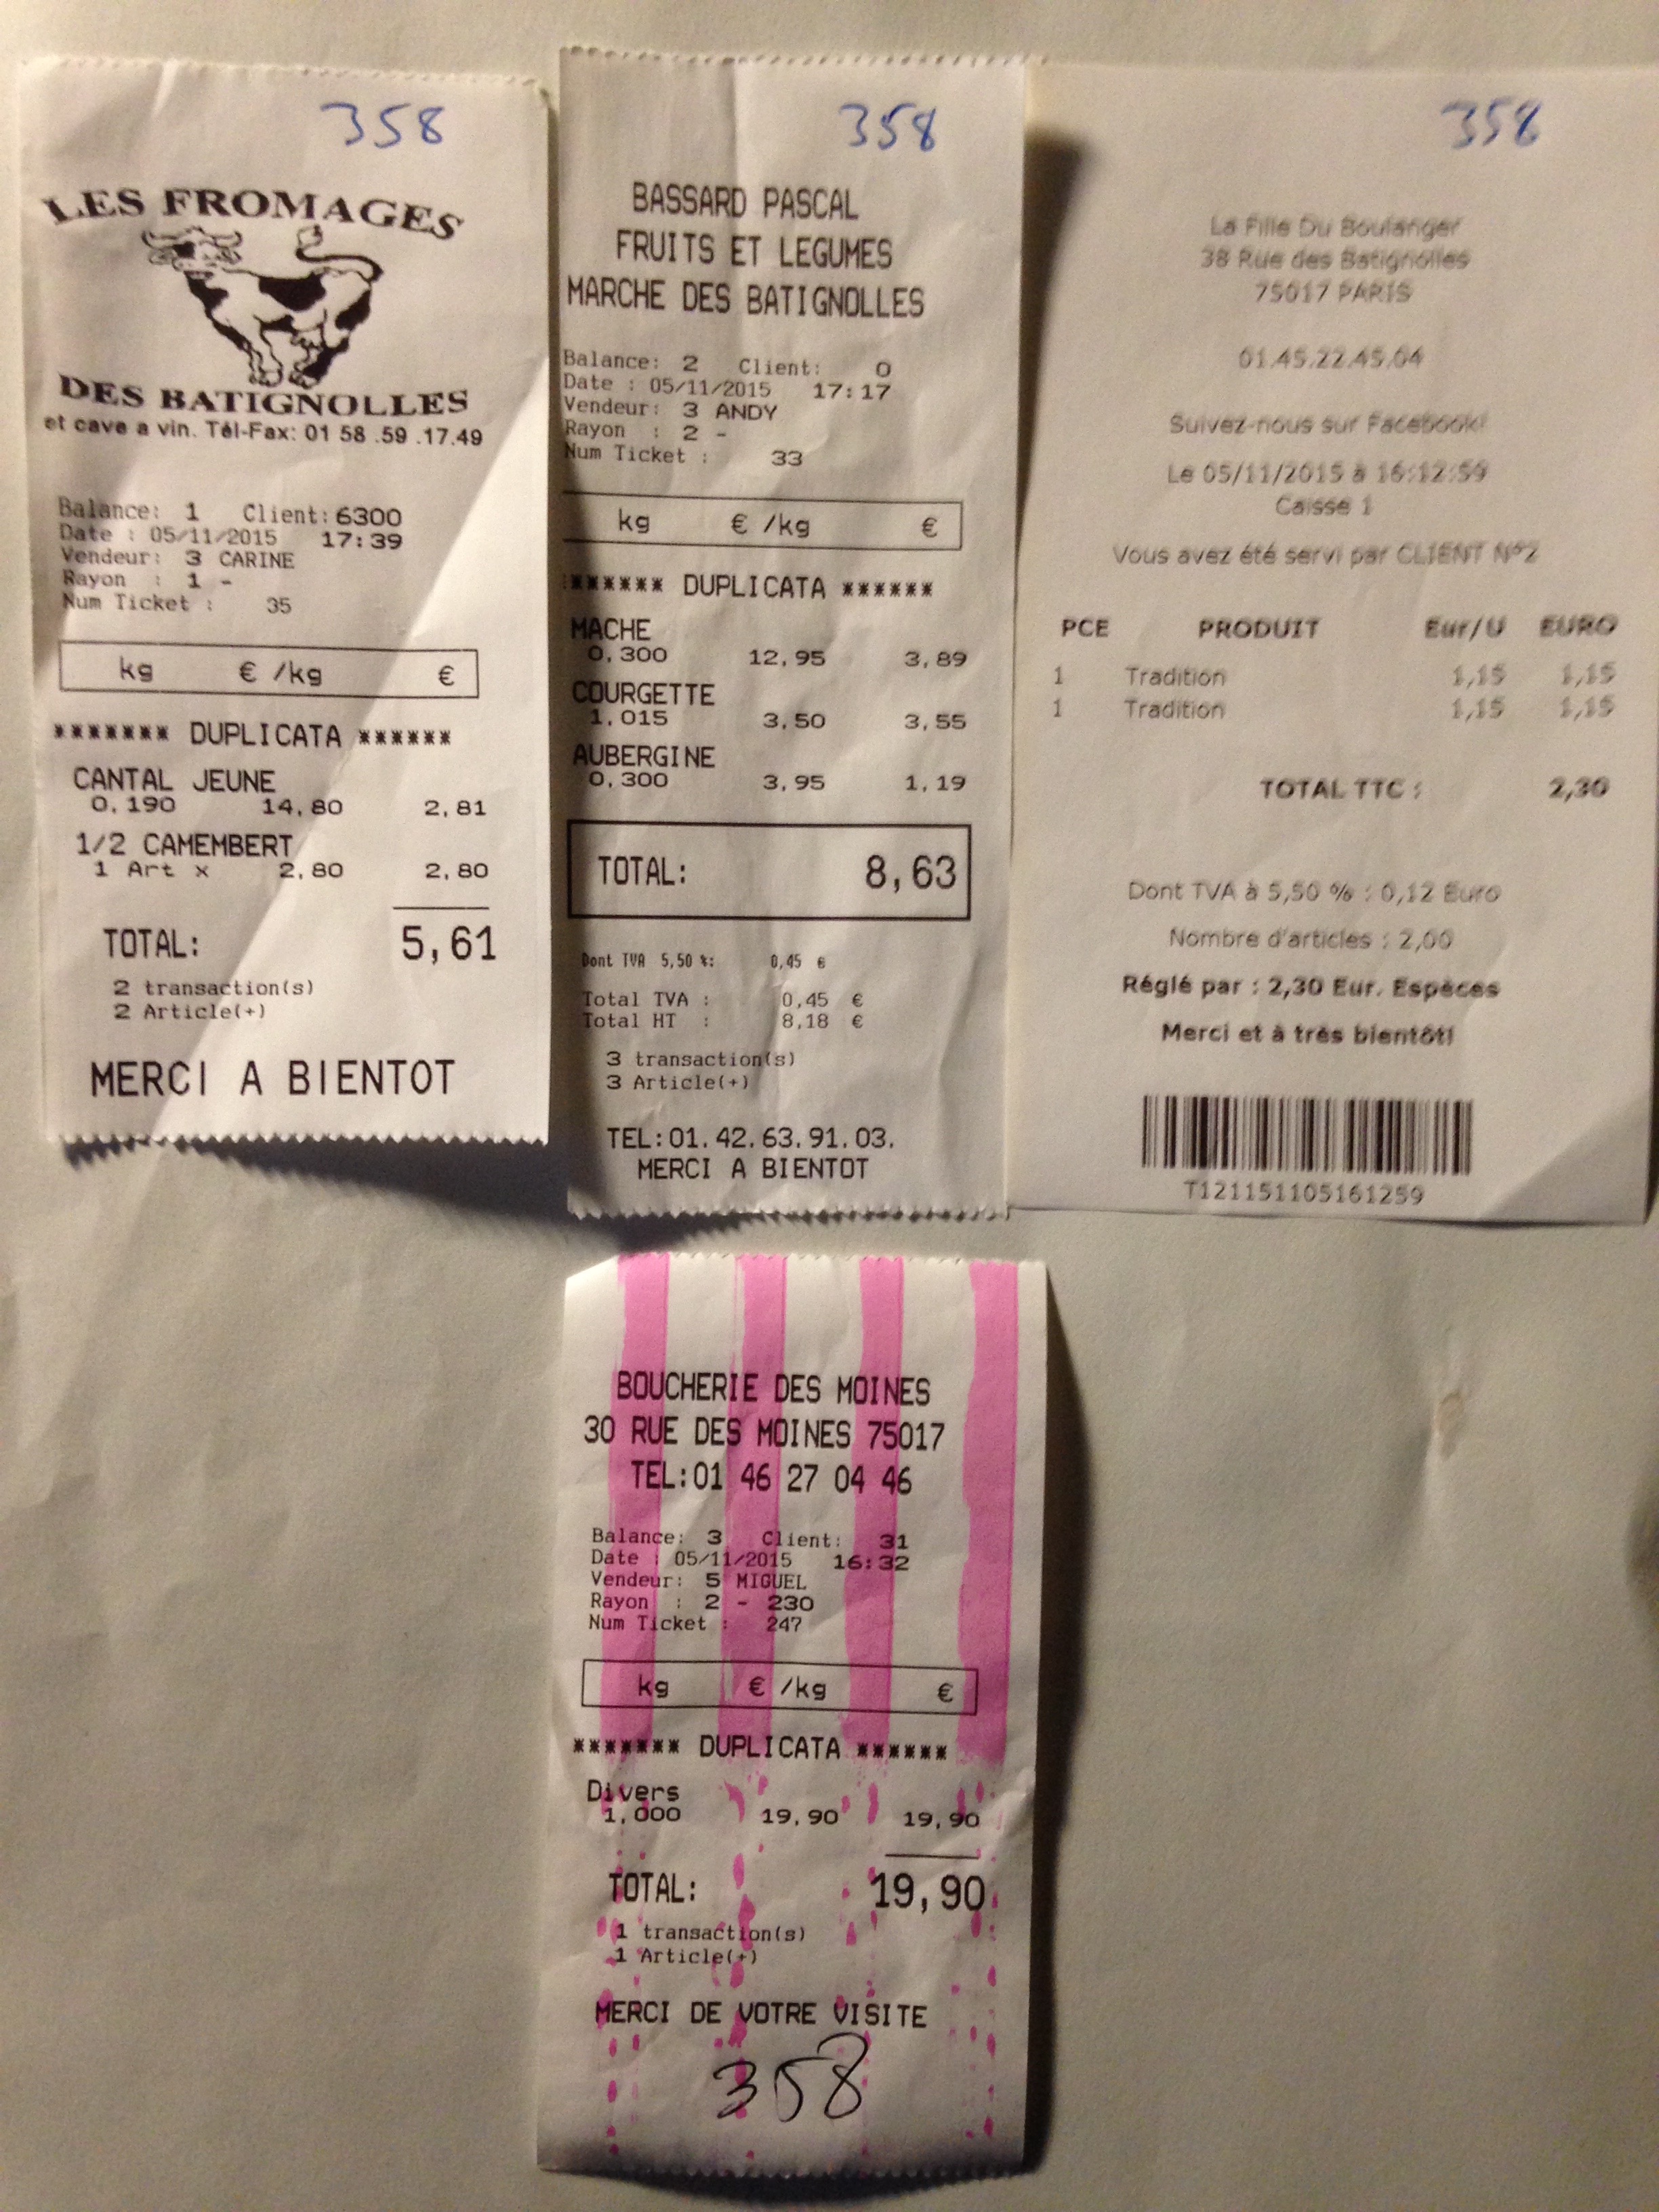 358
LES FROMAGES
DES BATIGNOLLES
et cave a vin. Tél-Fax: 01 58 .59 .17.49
Balance: 1 Client: 6300
Date : 05/11/2015 17:39
Vendeur: 3 CARINE
Rayon : 1 -
Num Ticket : 35
kg € /kg €
******* DUPLICATA ******
CANTAL JEUNE
0,190 14,80 2,81
1/2 CAMEMBERT
1 Art x 2,80 2,80
TOTAL: 5,61
2 transaction(s)
2 Article(+)
MERCI A BIENTOT
358
BASSARD PASCAL
FRUITS ET LEGUMES
MARCHE DES BATIGNOLLES
Balance: 2 Client: 0
Date : 05/11/2015 17:17
Vendeur: 3 ANDY
Rayon : 2 -
Num Ticket : 33
kg € /kg €
******* DUPLICATA ******
MACHE
0,300 12,95 3,89
COURGETTE
1,015 3,50 3,55
AUBERGINE
0,300 3,95 1,19
TOTAL: 8,63
Dont TVA 5,50 %: 0,45 €
Total TVA : 0,45 €
Total HT : 8,18 €
3 transaction(s)
3 Article(+)
TEL:01.42.63.91.03.
MERCI A BIENTOT
358
La Fille Du Boulanger
38 Rue des Batignolles
75017 PARIS
01.45.22.45.04
Suivez-nous sur Facebook!
Le 05/11/2015 à 16:12:59
Caisse 1
Vous avez été servi par CLIENT N°2
PCE PRODUIT Eur/U EURO
1 Tradition 1,15 1,15
1 Tradition 1,15 1,15
TOTAL TTC : 2,30
Dont TVA à 5,50 % : 0,12 Euro
Nombre d'articles : 2,00
Réglé par : 2,30 Eur. Espèces
Merci et à très bientôt!
T121151105161259
BOUCHERIE DES MOINES
30 RUE DES MOINES 75017
TEL:01 46 27 04 46
Balance: 3 Client: 31
Date : 05/11/2015 16:32
Vendeur: 5 MIGUEL
Rayon : 2 - 230
Num Ticket : 247
kg € /kg €
******* DUPLICATA ******
Divers
1,000 19,90 19,90
TOTAL: 19,90
1 transaction(s)
1 Article(+)
MERCI DE VOTRE VISITE
358